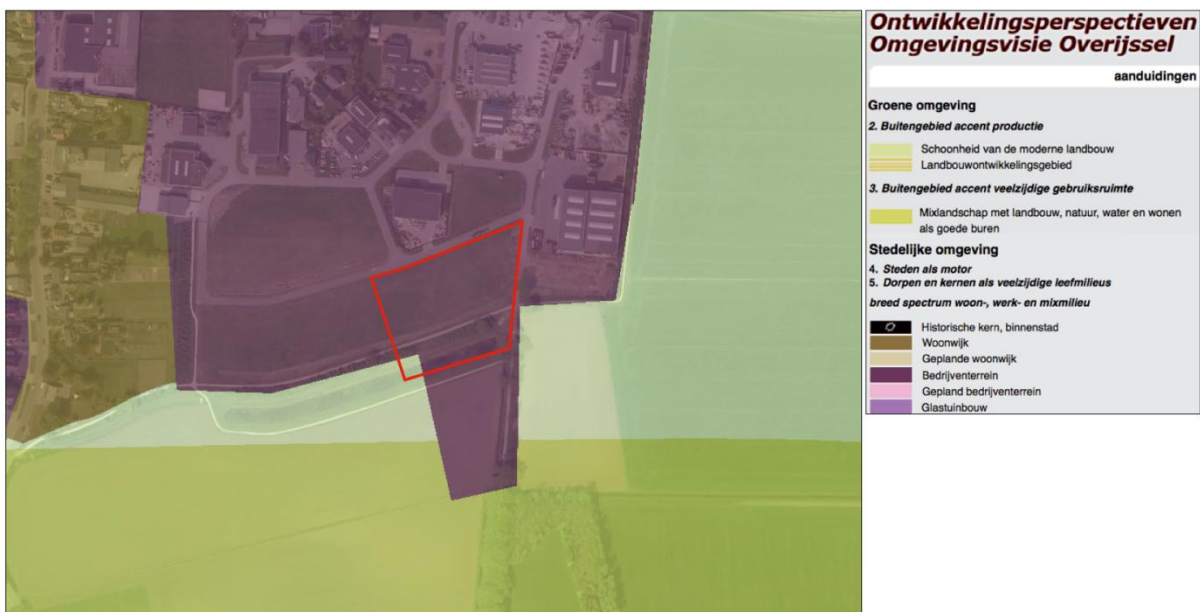 Ontwikkelingsperspectieven
Omgevingsvisie Overijssel
aanduidingen
Groene omgeving
2. Buitengebied accent productie
Schoonheid van de moderne landbouw
Landbouwontwikkelingsgebied
3. Buitengebied accent veelzijdige gebruiksruimte
Mixlandschap met landbouw, natuur, water en wonen
als goede buren
Stedelijke omgeving
4. Steden als motor
5. Dorpen en kernen als veelzijdige leefmilieus
breed spectrum woon-, werk- en mixmilieu
Historische kern, binnenstad
Woonwijk
Geplande woonwijk
Bedrijventerrein
Gepland bedrijventerrein
Glastuinbouw